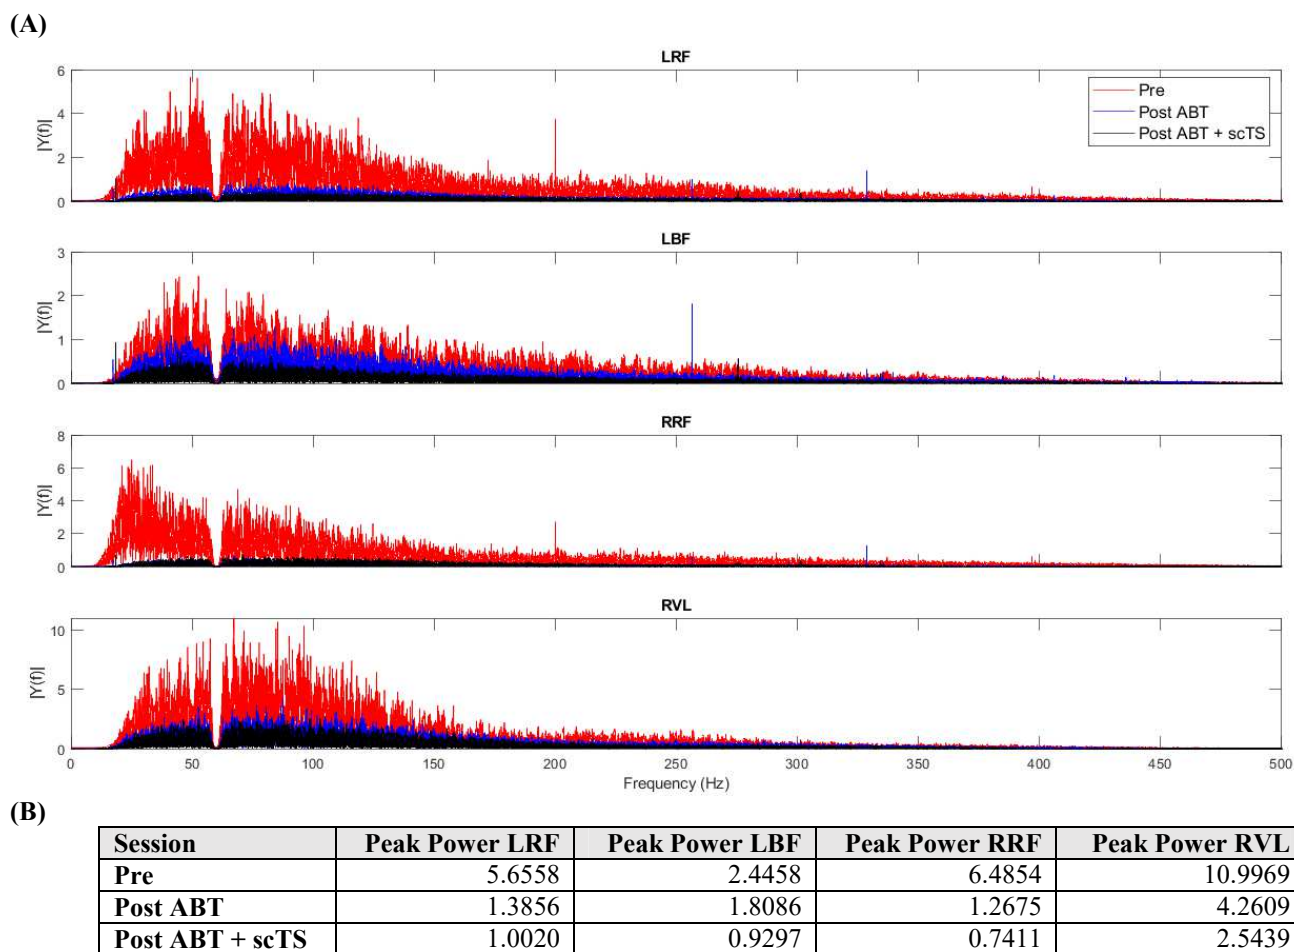 (A)
LRF
6
4
2
0
|Y(f)|
Pre
Post ABT
Post ABT + scTS
LBF
3
2
1
0
|Y(f)|
RRF
8
6
4
2
0
|Y(f)|
RVL
10
5
0
|Y(f)|
0 50 100 150 200 250 300 350 400 450 500
Frequency (Hz)
(B)
Session Peak Power LRF Peak Power LBF Peak Power RRF Peak Power RVL
Pre 5.6558 2.4458 6.4854 10.9969
Post ABT 1.3856 1.8086 1.2675 4.2609
Post ABT + scTS 1.0020 0.9297 0.7411 2.5439